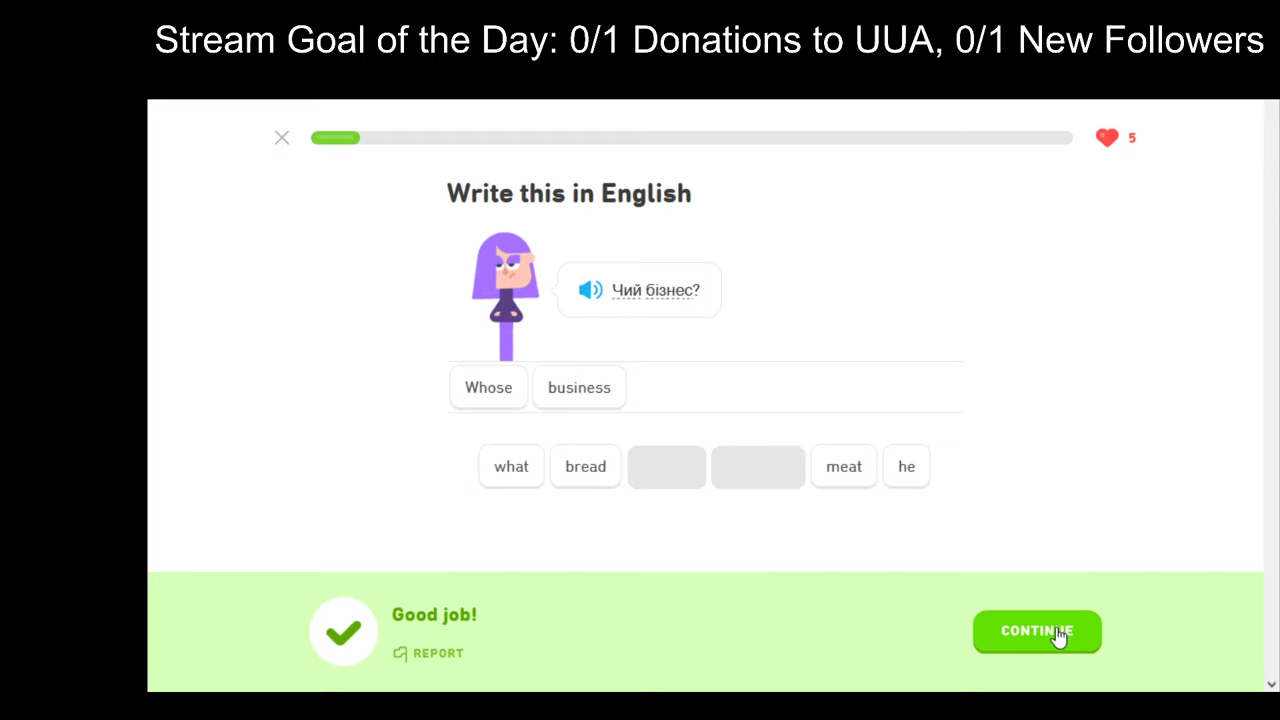 Stream Goal of the Day: 0/1 Donations to UUA, 0/1 New Followers
5
Write this in English
Чий бізнес?
Whose business
what bread meat he
Good job!
REPORT
CONTINUE